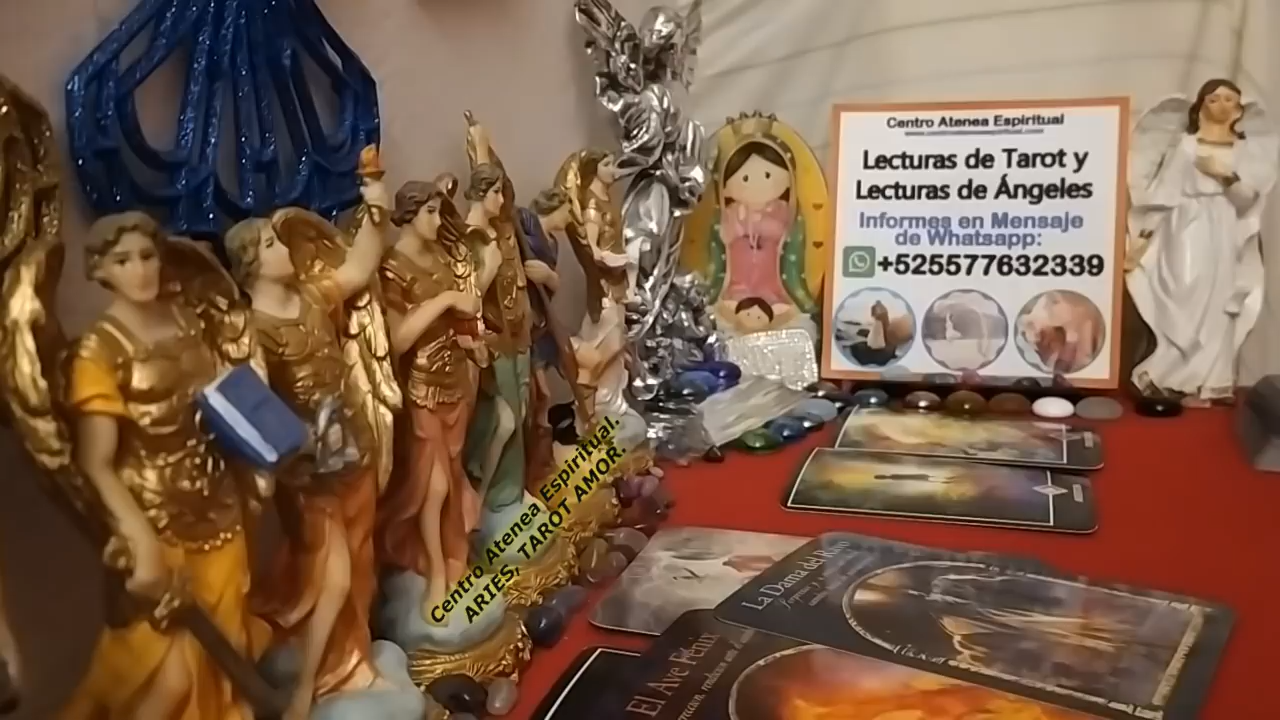 Centro Atenea Espiritual
Lecturas de Tarot y
Lecturas de Ángeles
Informes en Mensaje
de Whatsapp:
+525577632339
Centro Atenea Espiritual.
ARIES, TAROT AMOR.
La Dama del Rayo
El Ave Fénix